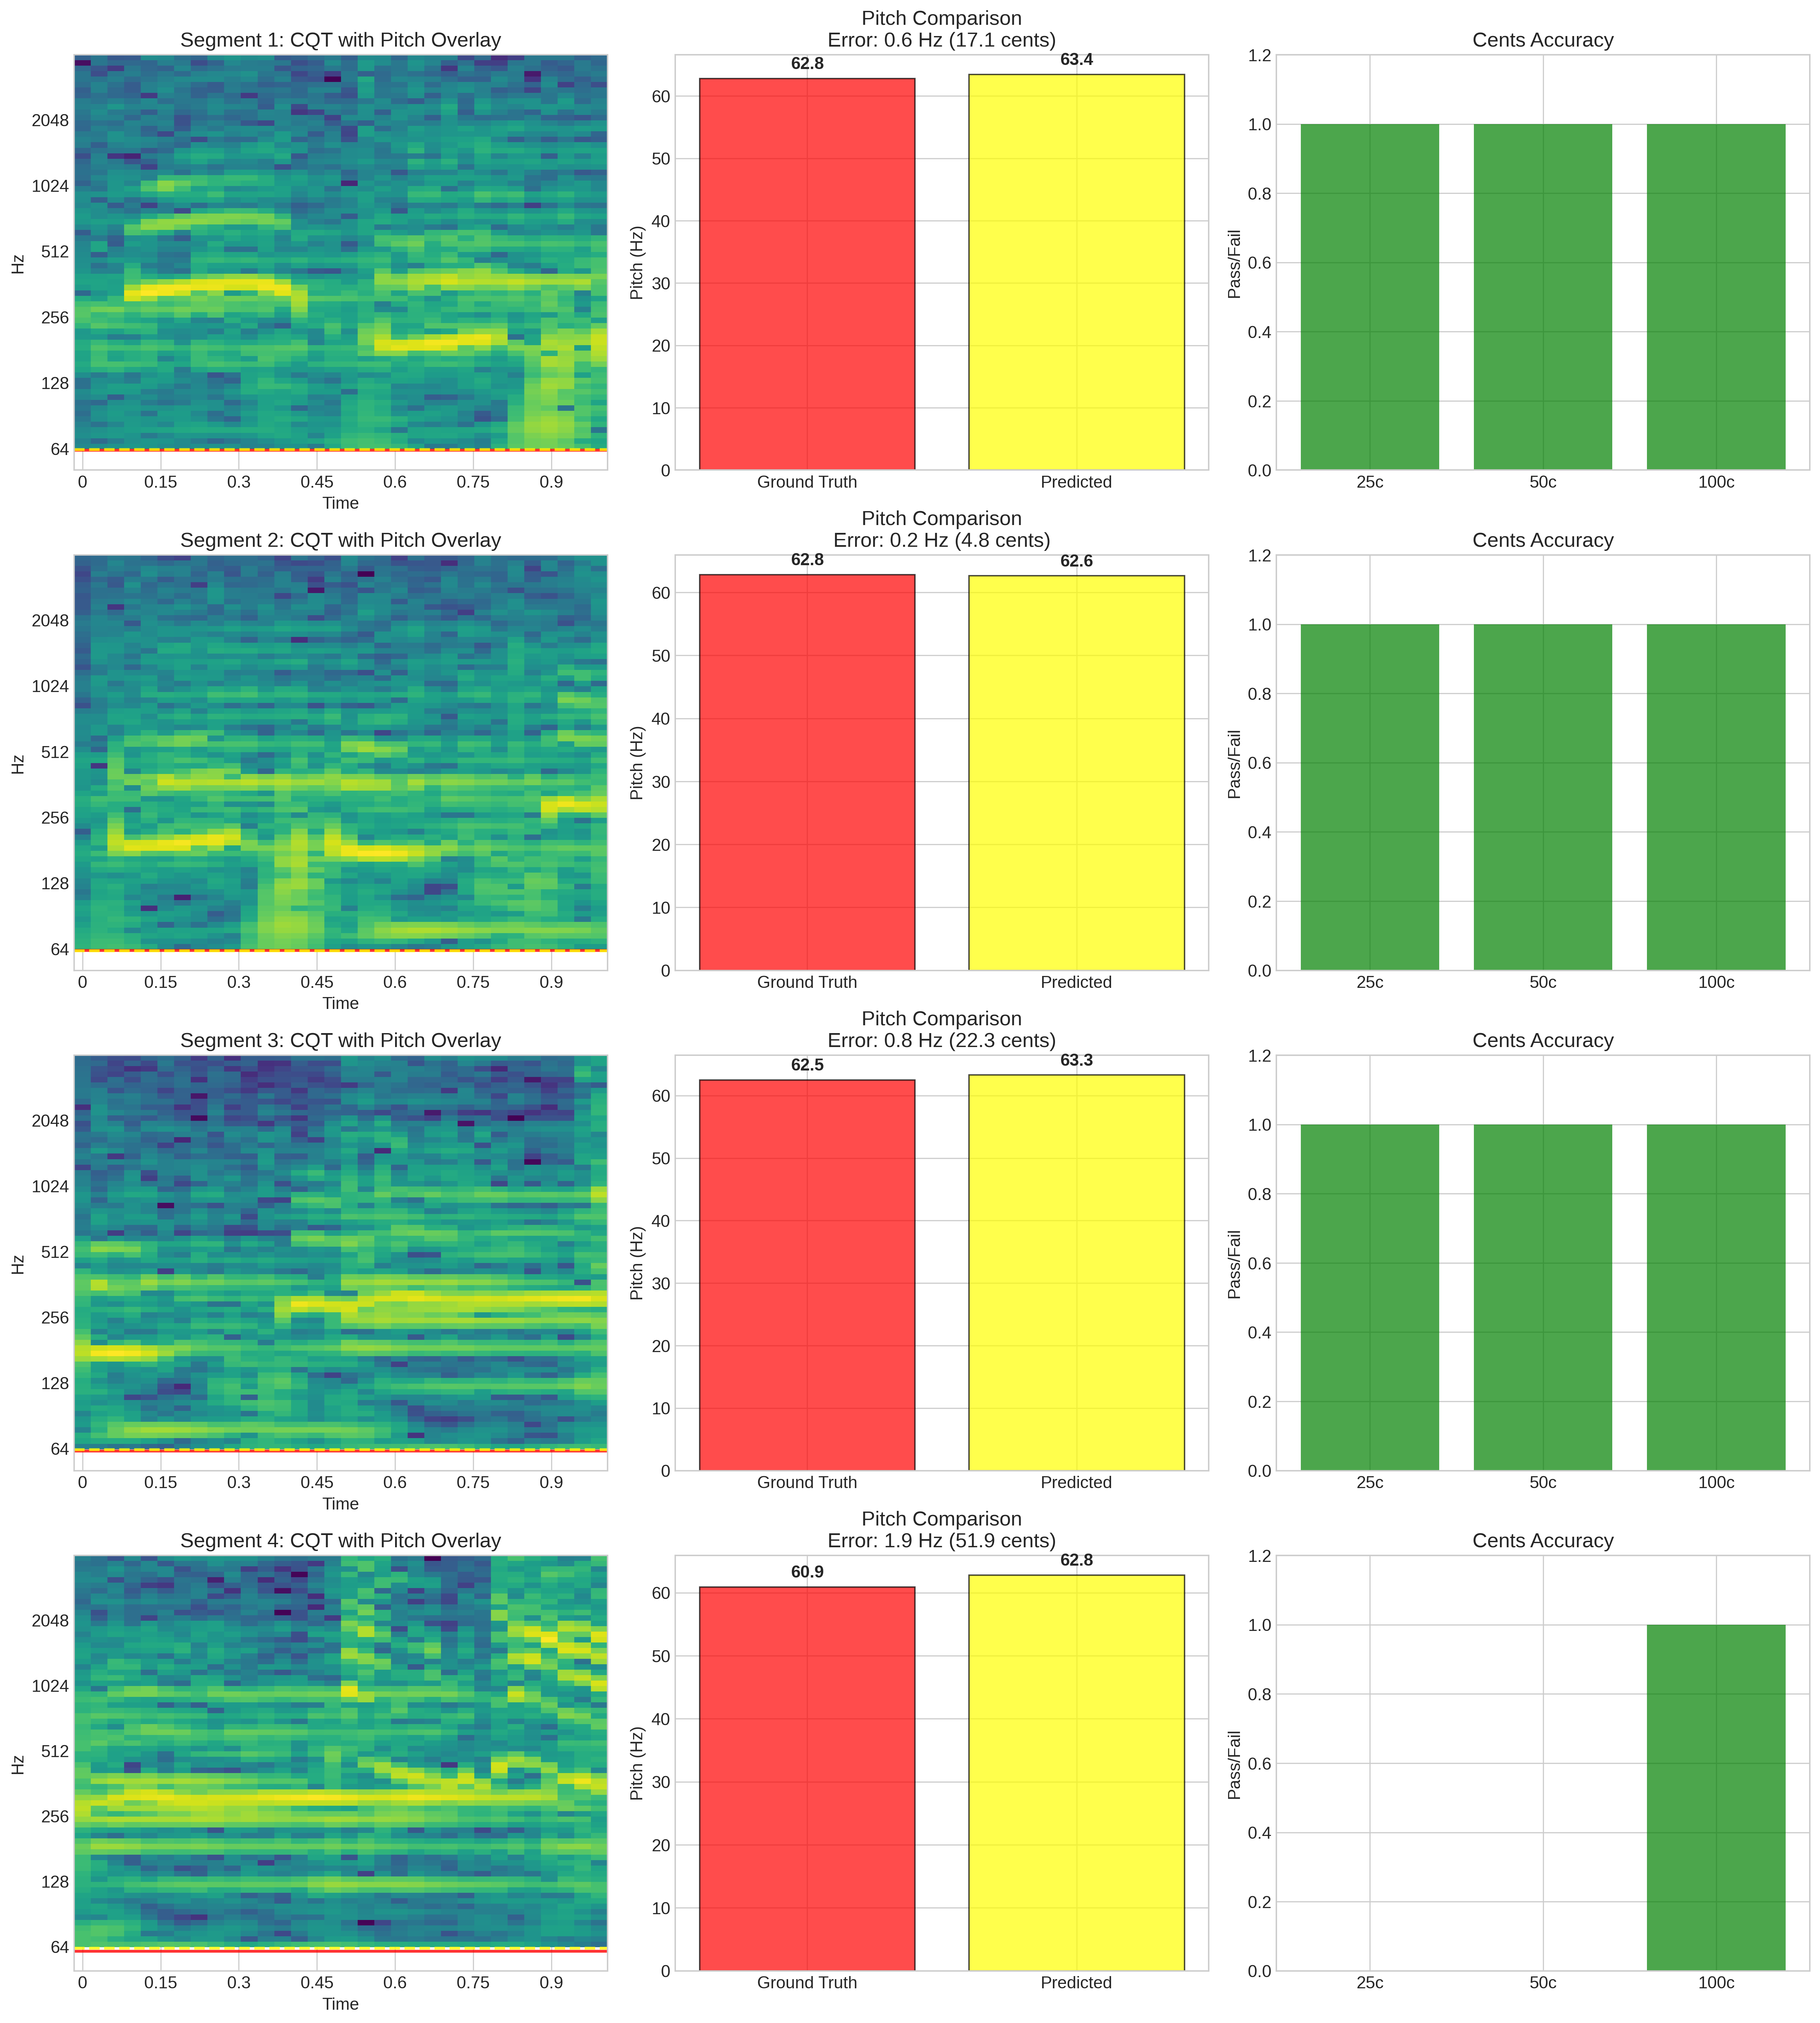 Segment 1: CQT with Pitch Overlay
Hz
2048
1024
512
256
128
64
0 0.15 0.3 0.45 0.6 0.75 0.9
Time
Pitch Comparison
Error: 0.6 Hz (17.1 cents)
Pitch (Hz)
60
50
40
30
20
10
0
62.8
63.4
Ground Truth Predicted
Cents Accuracy
Pass/Fail
1.2
1.0
0.8
0.6
0.4
0.2
0.0
25c 50c 100c
Segment 2: CQT with Pitch Overlay
Hz
2048
1024
512
256
128
64
0 0.15 0.3 0.45 0.6 0.75 0.9
Time
Pitch Comparison
Error: 0.2 Hz (4.8 cents)
Pitch (Hz)
60
50
40
30
20
10
0
62.8
62.6
Ground Truth Predicted
Cents Accuracy
Pass/Fail
1.2
1.0
0.8
0.6
0.4
0.2
0.0
25c 50c 100c
Segment 3: CQT with Pitch Overlay
Hz
2048
1024
512
256
128
64
0 0.15 0.3 0.45 0.6 0.75 0.9
Time
Pitch Comparison
Error: 0.8 Hz (22.3 cents)
Pitch (Hz)
60
50
40
30
20
10
0
62.5
63.3
Ground Truth Predicted
Cents Accuracy
Pass/Fail
1.2
1.0
0.8
0.6
0.4
0.2
0.0
25c 50c 100c
Segment 4: CQT with Pitch Overlay
Hz
2048
1024
512
256
128
64
0 0.15 0.3 0.45 0.6 0.75 0.9
Time
Pitch Comparison
Error: 1.9 Hz (51.9 cents)
Pitch (Hz)
60
50
40
30
20
10
0
60.9
62.8
Ground Truth Predicted
Cents Accuracy
Pass/Fail
1.2
1.0
0.8
0.6
0.4
0.2
0.0
25c 50c 100c